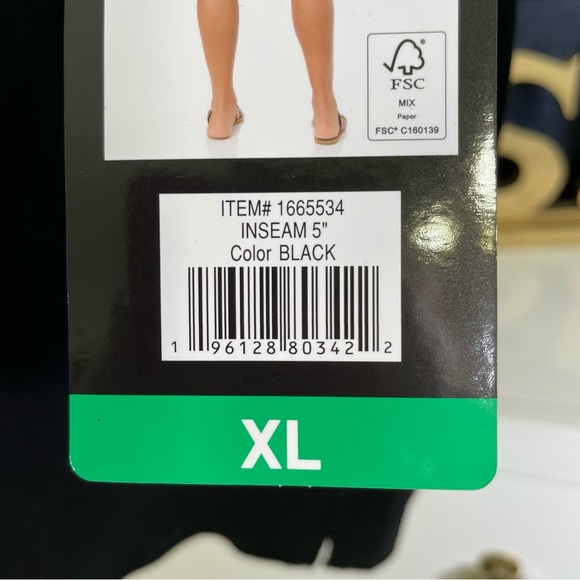 FSC
MIX
Paper
FSC® C160139
ITEM# 1665534
INSEAM 5"
Color BLACK
1 96128 80342 2
XL